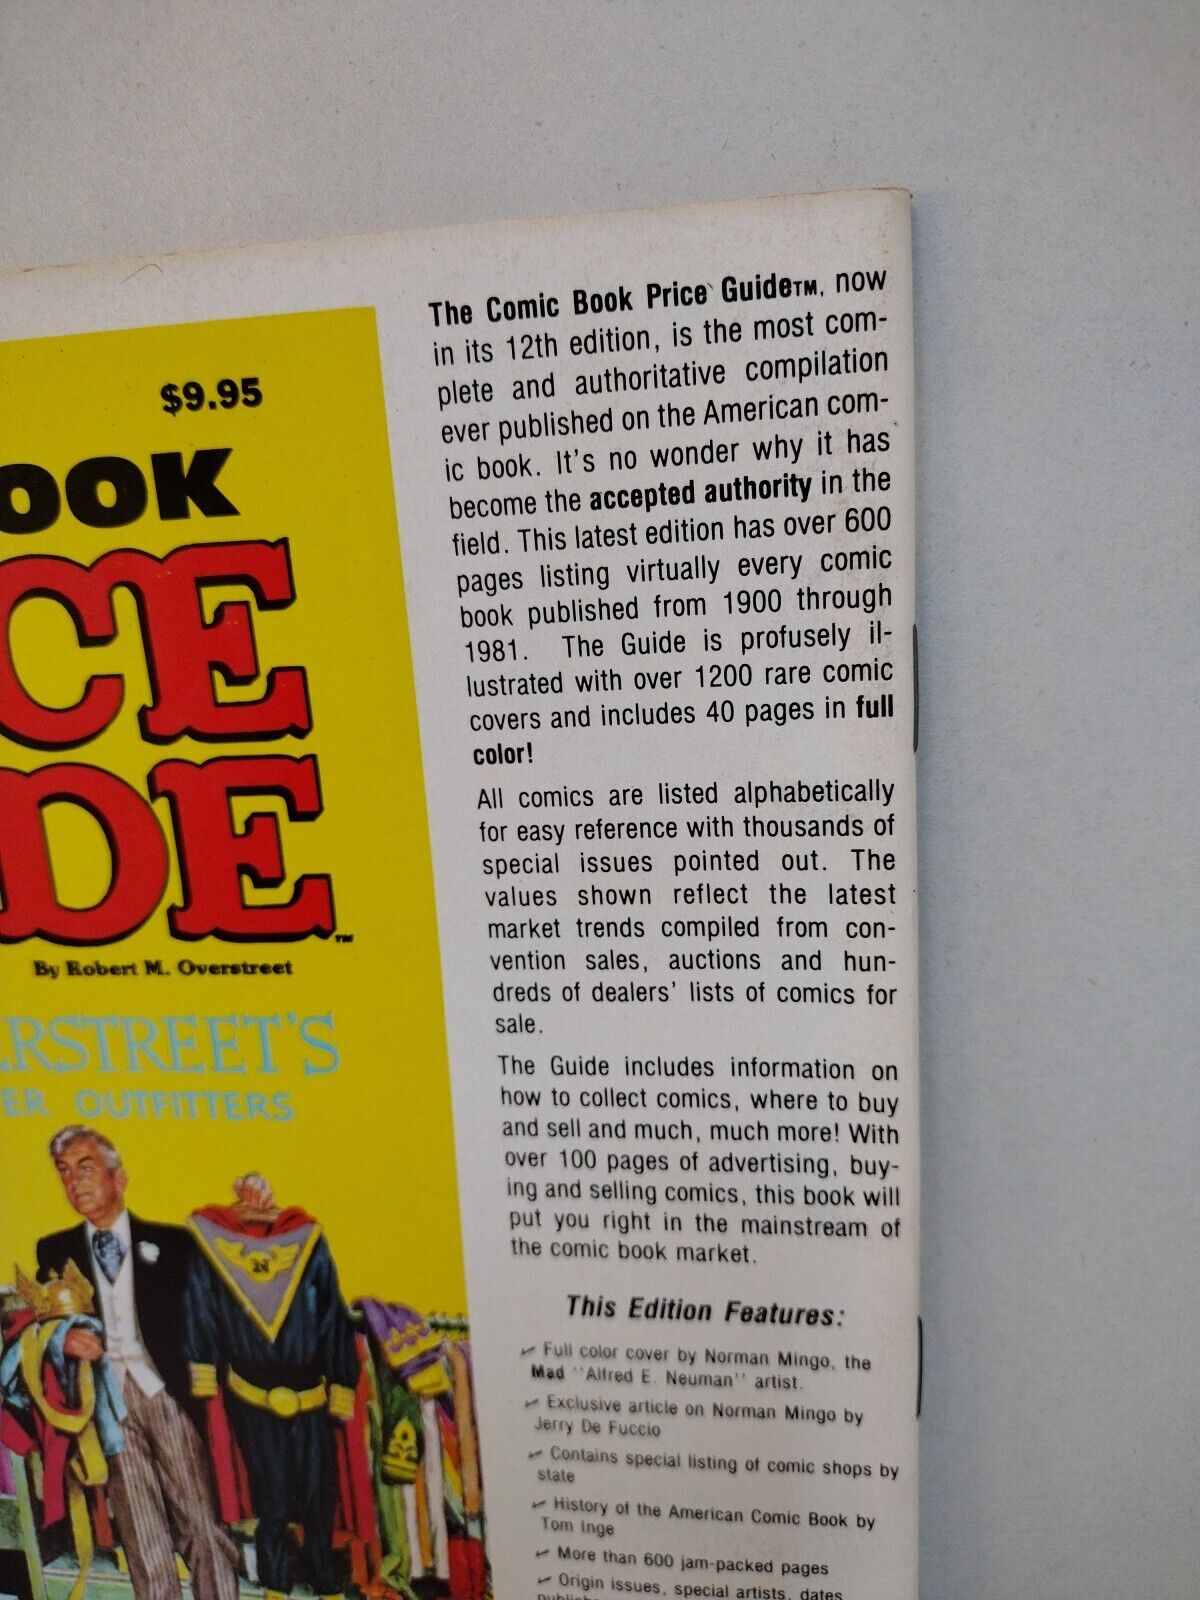 $9.95
OOK
CE
DE™
By Robert M. Overstreet
ERSTREET'S
ER OUTFITTERS
N
The Comic Book Price Guide™, now
in its 12th edition, is the most com-
plete and authoritative compilation
ever published on the American com-
ic book. It's no wonder why it has
become the accepted authority in the
field. This latest edition has over 600
pages listing virtually every comic
book published from 1900 through
1981. The Guide is profusely il-
lustrated with over 1200 rare comic
covers and includes 40 pages in full
color!
All comics are listed alphabetically
for easy reference with thousands of
special issues pointed out. The
values shown reflect the latest
market trends compiled from con-
vention sales, auctions and hun-
dreds of dealers' lists of comics for
sale.
The Guide includes information on
how to collect comics, where to buy
and sell and much, much more! With
over 100 pages of advertising, buy-
ing and selling comics, this book will
put you right in the mainstream of
the comic book market.
This Edition Features:
✓ Full color cover by Norman Mingo, the
Mad ''Alfred E. Neuman'' artist.
✓ Exclusive article on Norman Mingo by
Jerry De Fuccio
✓ Contains special listing of comic shops by
state
✓ History of the American Comic Book by
Tom Inge
✓ More than 600 jam-packed pages
✓ Origin issues, special artists, dates